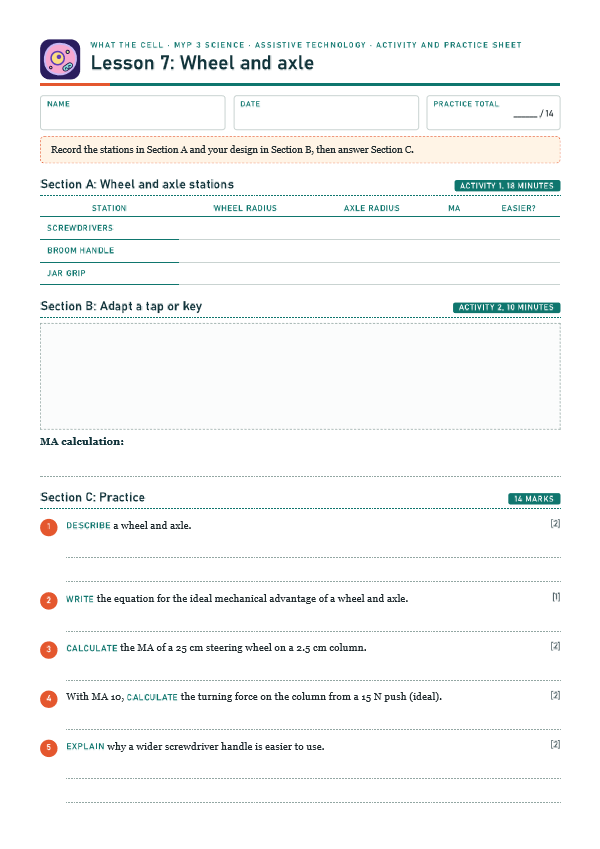 WHAT THE CELL · MYP 3 SCIENCE · ASSISTIVE TECHNOLOGY · ACTIVITY AND PRACTICE SHEET
Lesson 7: Wheel and axle
NAME
DATE
PRACTICE TOTAL
_____ / 14
Record the stations in Section A and your design in Section B, then answer Section C.
Section A: Wheel and axle stations
ACTIVITY 1, 18 MINUTES
STATION WHEEL RADIUS AXLE RADIUS MA EASIER?
SCREWDRIVERS
BROOM HANDLE
JAR GRIP
Section B: Adapt a tap or key
ACTIVITY 2, 10 MINUTES
MA calculation:
Section C: Practice
14 MARKS
1 DESCRIBE a wheel and axle. [2]
2 WRITE the equation for the ideal mechanical advantage of a wheel and axle. [1]
3 CALCULATE the MA of a 25 cm steering wheel on a 2.5 cm column. [2]
4 With MA 10, CALCULATE the turning force on the column from a 15 N push (ideal). [2]
5 EXPLAIN why a wider screwdriver handle is easier to use. [2]